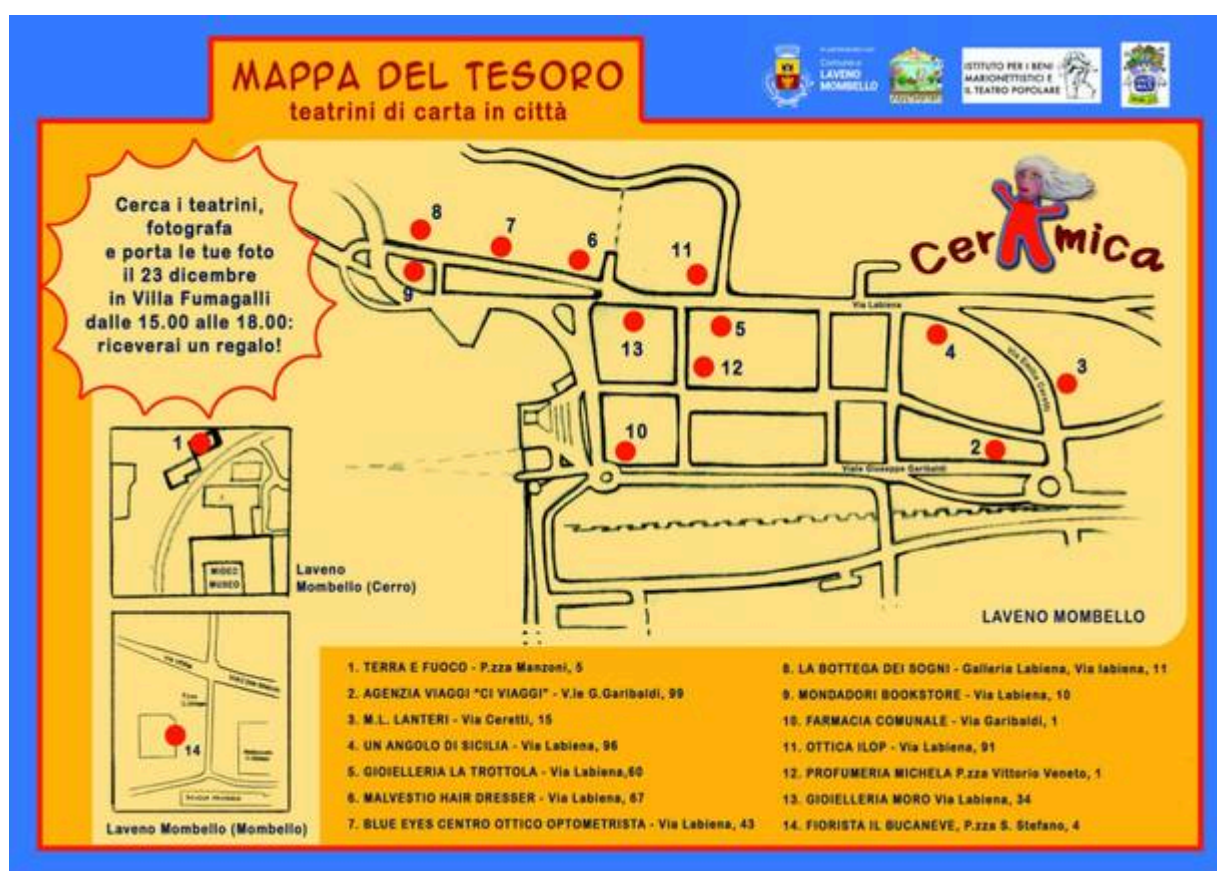 MAPPA DEL TESORO
teatrini di carta in città
in partenariato con
Comune di
LAVENO
MOMBELLO
ISTITUTO PER I BENI
MARIONETTISTICI E
IL TEATRO POPOLARE
Cerca i teatrini,
fotografa
e porta le tue foto
il 23 dicembre
in Villa Fumagalli
dalle 15.00 alle 18.00:
riceverai un regalo!
cerAmica
8
7
6
11
9
13
5
12
4
3
10
2
Via Labiena
Via Emilio Ceretti
Viale Giuseppe Garibaldi
1
MIDEC
MUSEO
Laveno
Mombello (Cerro)
LAVENO MOMBELLO
14
Laveno Mombello (Mombello)
1. TERRA E FUOCO - P.zza Manzoni, 5
2. AGENZIA VIAGGI "CI VIAGGI" - V.le G.Garibaldi, 99
3. M.L. LANTERI - Via Ceretti, 15
4. UN ANGOLO DI SICILIA - Via Labiena, 96
5. GIOIELLERIA LA TROTTOLA - Via Labiena,60
6. MALVESTIO HAIR DRESSER - Via Labiena, 67
7. BLUE EYES CENTRO OTTICO OPTOMETRISTA - Via Labiena, 43
8. LA BOTTEGA DEI SOGNI - Galleria Labiena, Via labiena, 11
9. MONDADORI BOOKSTORE - Via Labiena, 10
10. FARMACIA COMUNALE - Via Garibaldi, 1
11. OTTICA ILOP - Via Labiena, 91
12. PROFUMERIA MICHELA P.zza Vittorio Veneto, 1
13. GIOIELLERIA MORO Via Labiena, 34
14. FIORISTA IL BUCANEVE, P.zza S. Stefano, 4